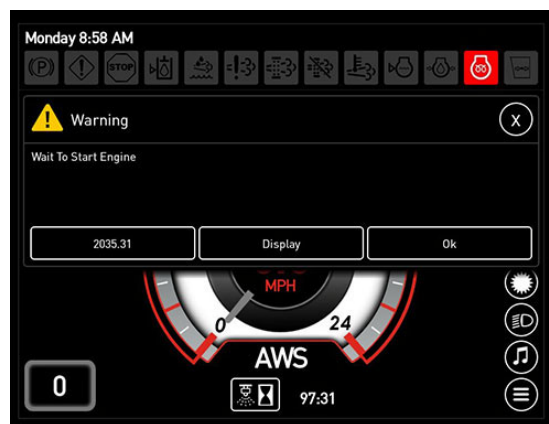 Monday 8:58 AM
(P)
STOP
Warning
X
Wait To Start Engine
2035.31
Display
Ok
MPH
0
24
AWS
0
97:31